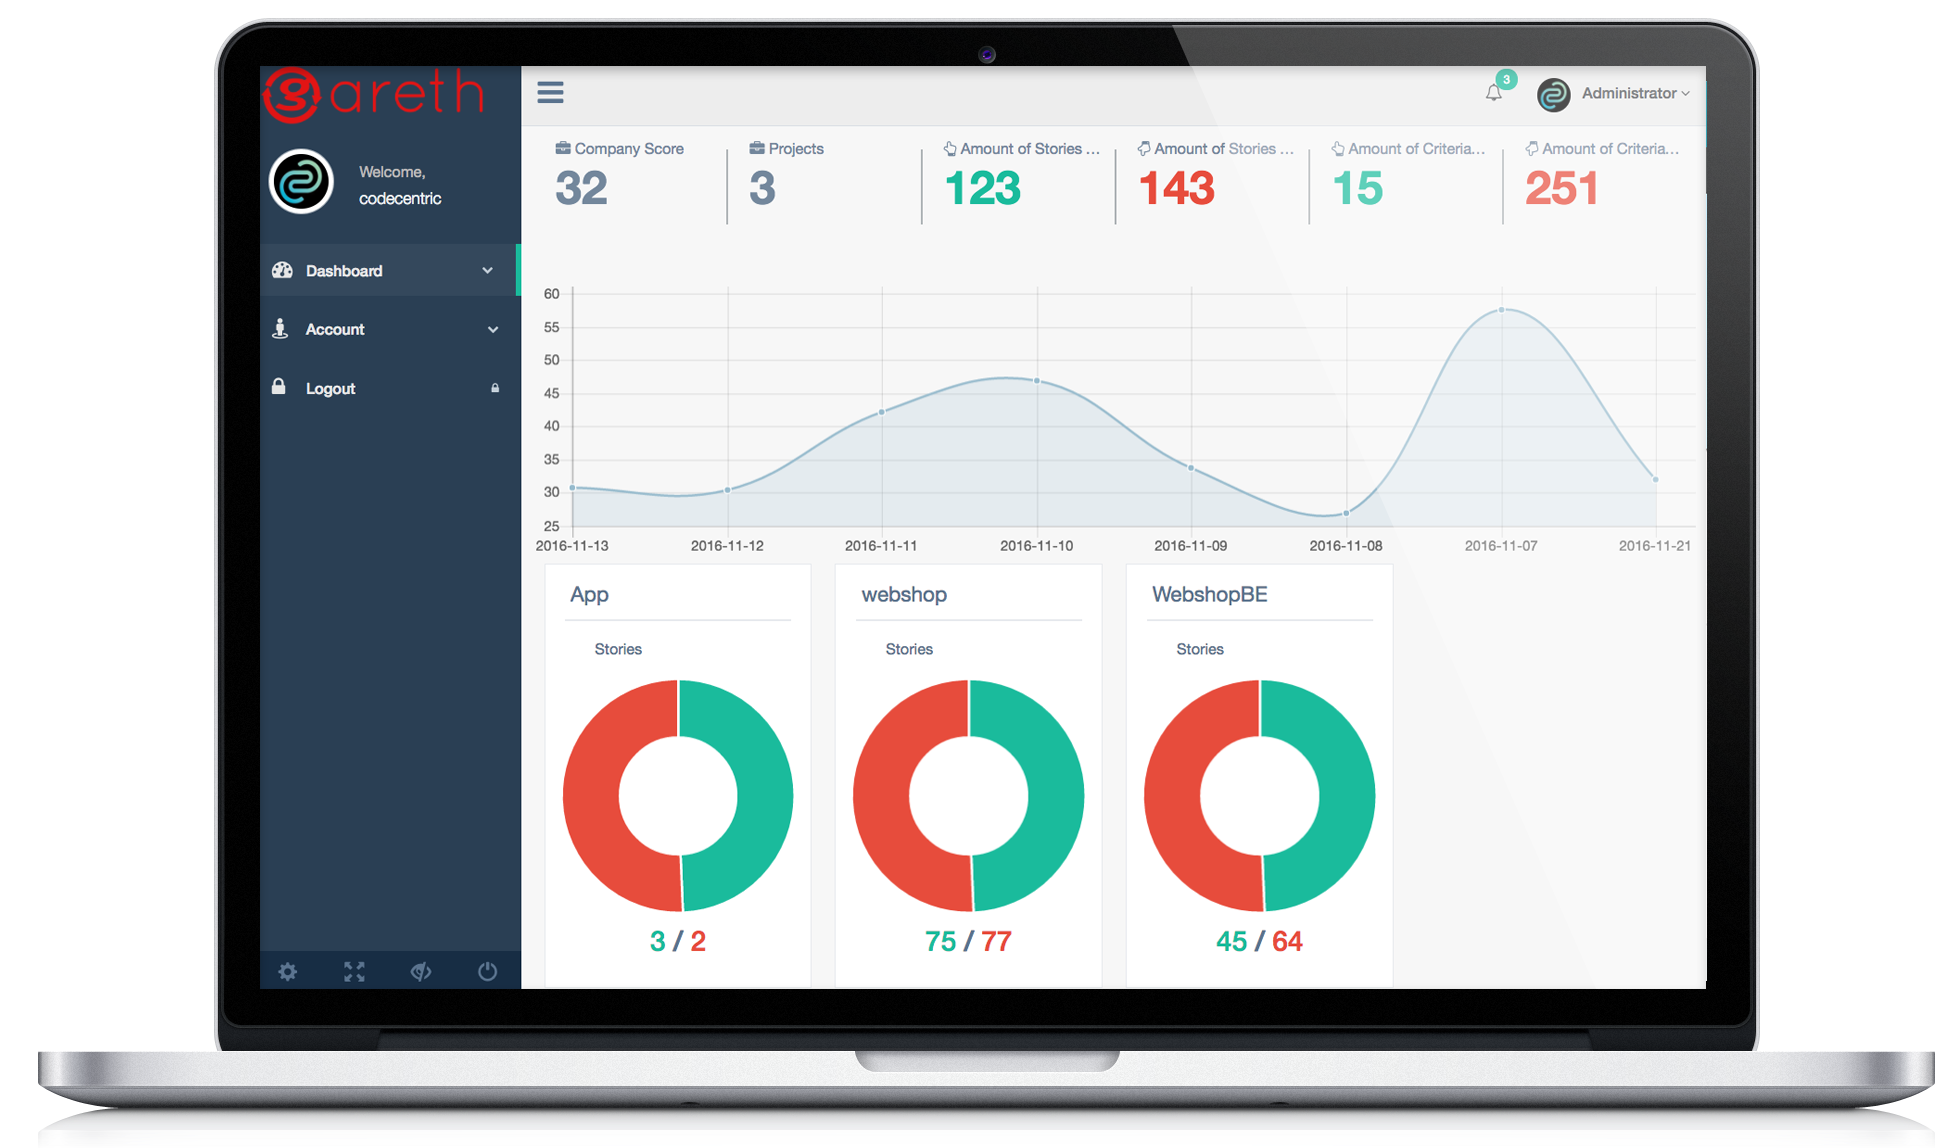 gareth
3
Administrator
Welcome,
codecentric
Dashboard
Account
Logout
Company Score
32
Projects
3
Amount of Stories ...
123
Amount of Stories ...
143
Amount of Criteria...
15
Amount of Criteria...
251
60
55
50
45
40
35
30
25
2016-11-13 2016-11-12 2016-11-11 2016-11-10 2016-11-09 2016-11-08 2016-11-07 2016-11-21
App
Stories
3 / 2
webshop
Stories
75 / 77
WebshopBE
Stories
45 / 64